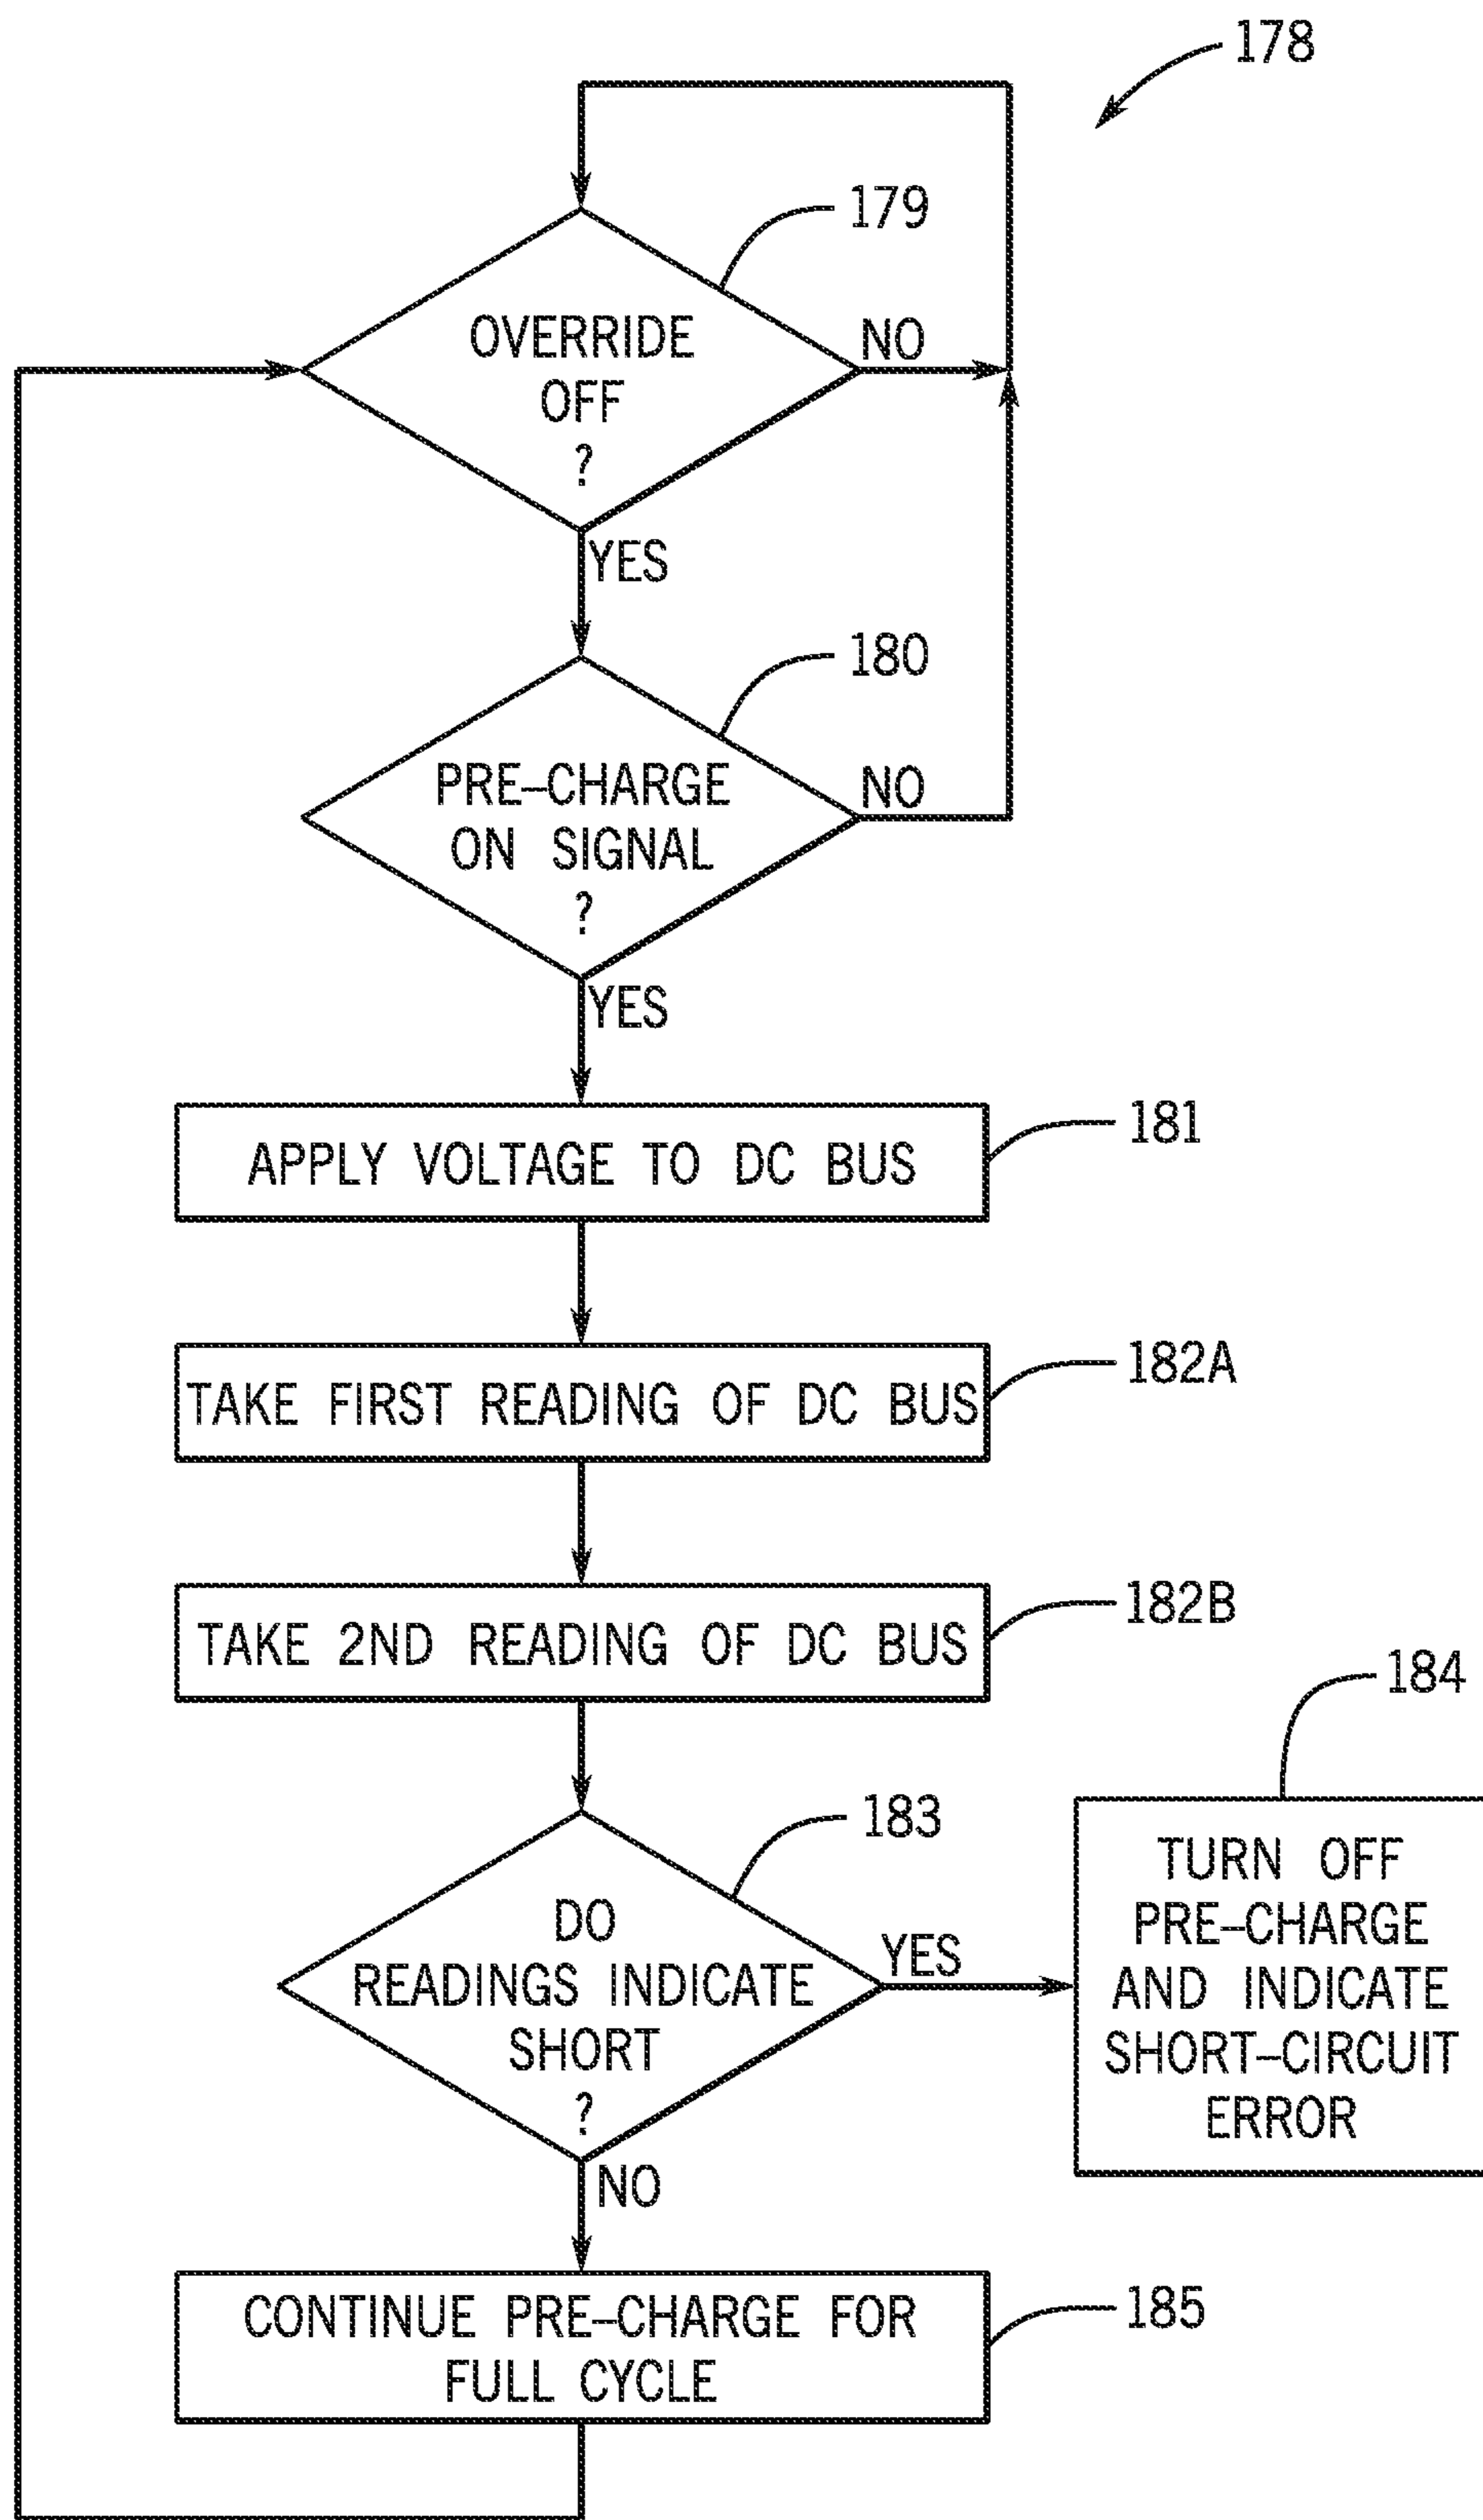 178
179
OVERRIDE
OFF
?
NO
YES
180
PRE-CHARGE
ON SIGNAL
?
NO
YES
181
APPLY VOLTAGE TO DC BUS
182A
TAKE FIRST READING OF DC BUS
182B
TAKE 2ND READING OF DC BUS
183
DO
READINGS INDICATE
SHORT
?
YES
NO
184
TURN OFF
PRE-CHARGE
AND INDICATE
SHORT-CIRCUIT
ERROR
185
CONTINUE PRE-CHARGE FOR
FULL CYCLE